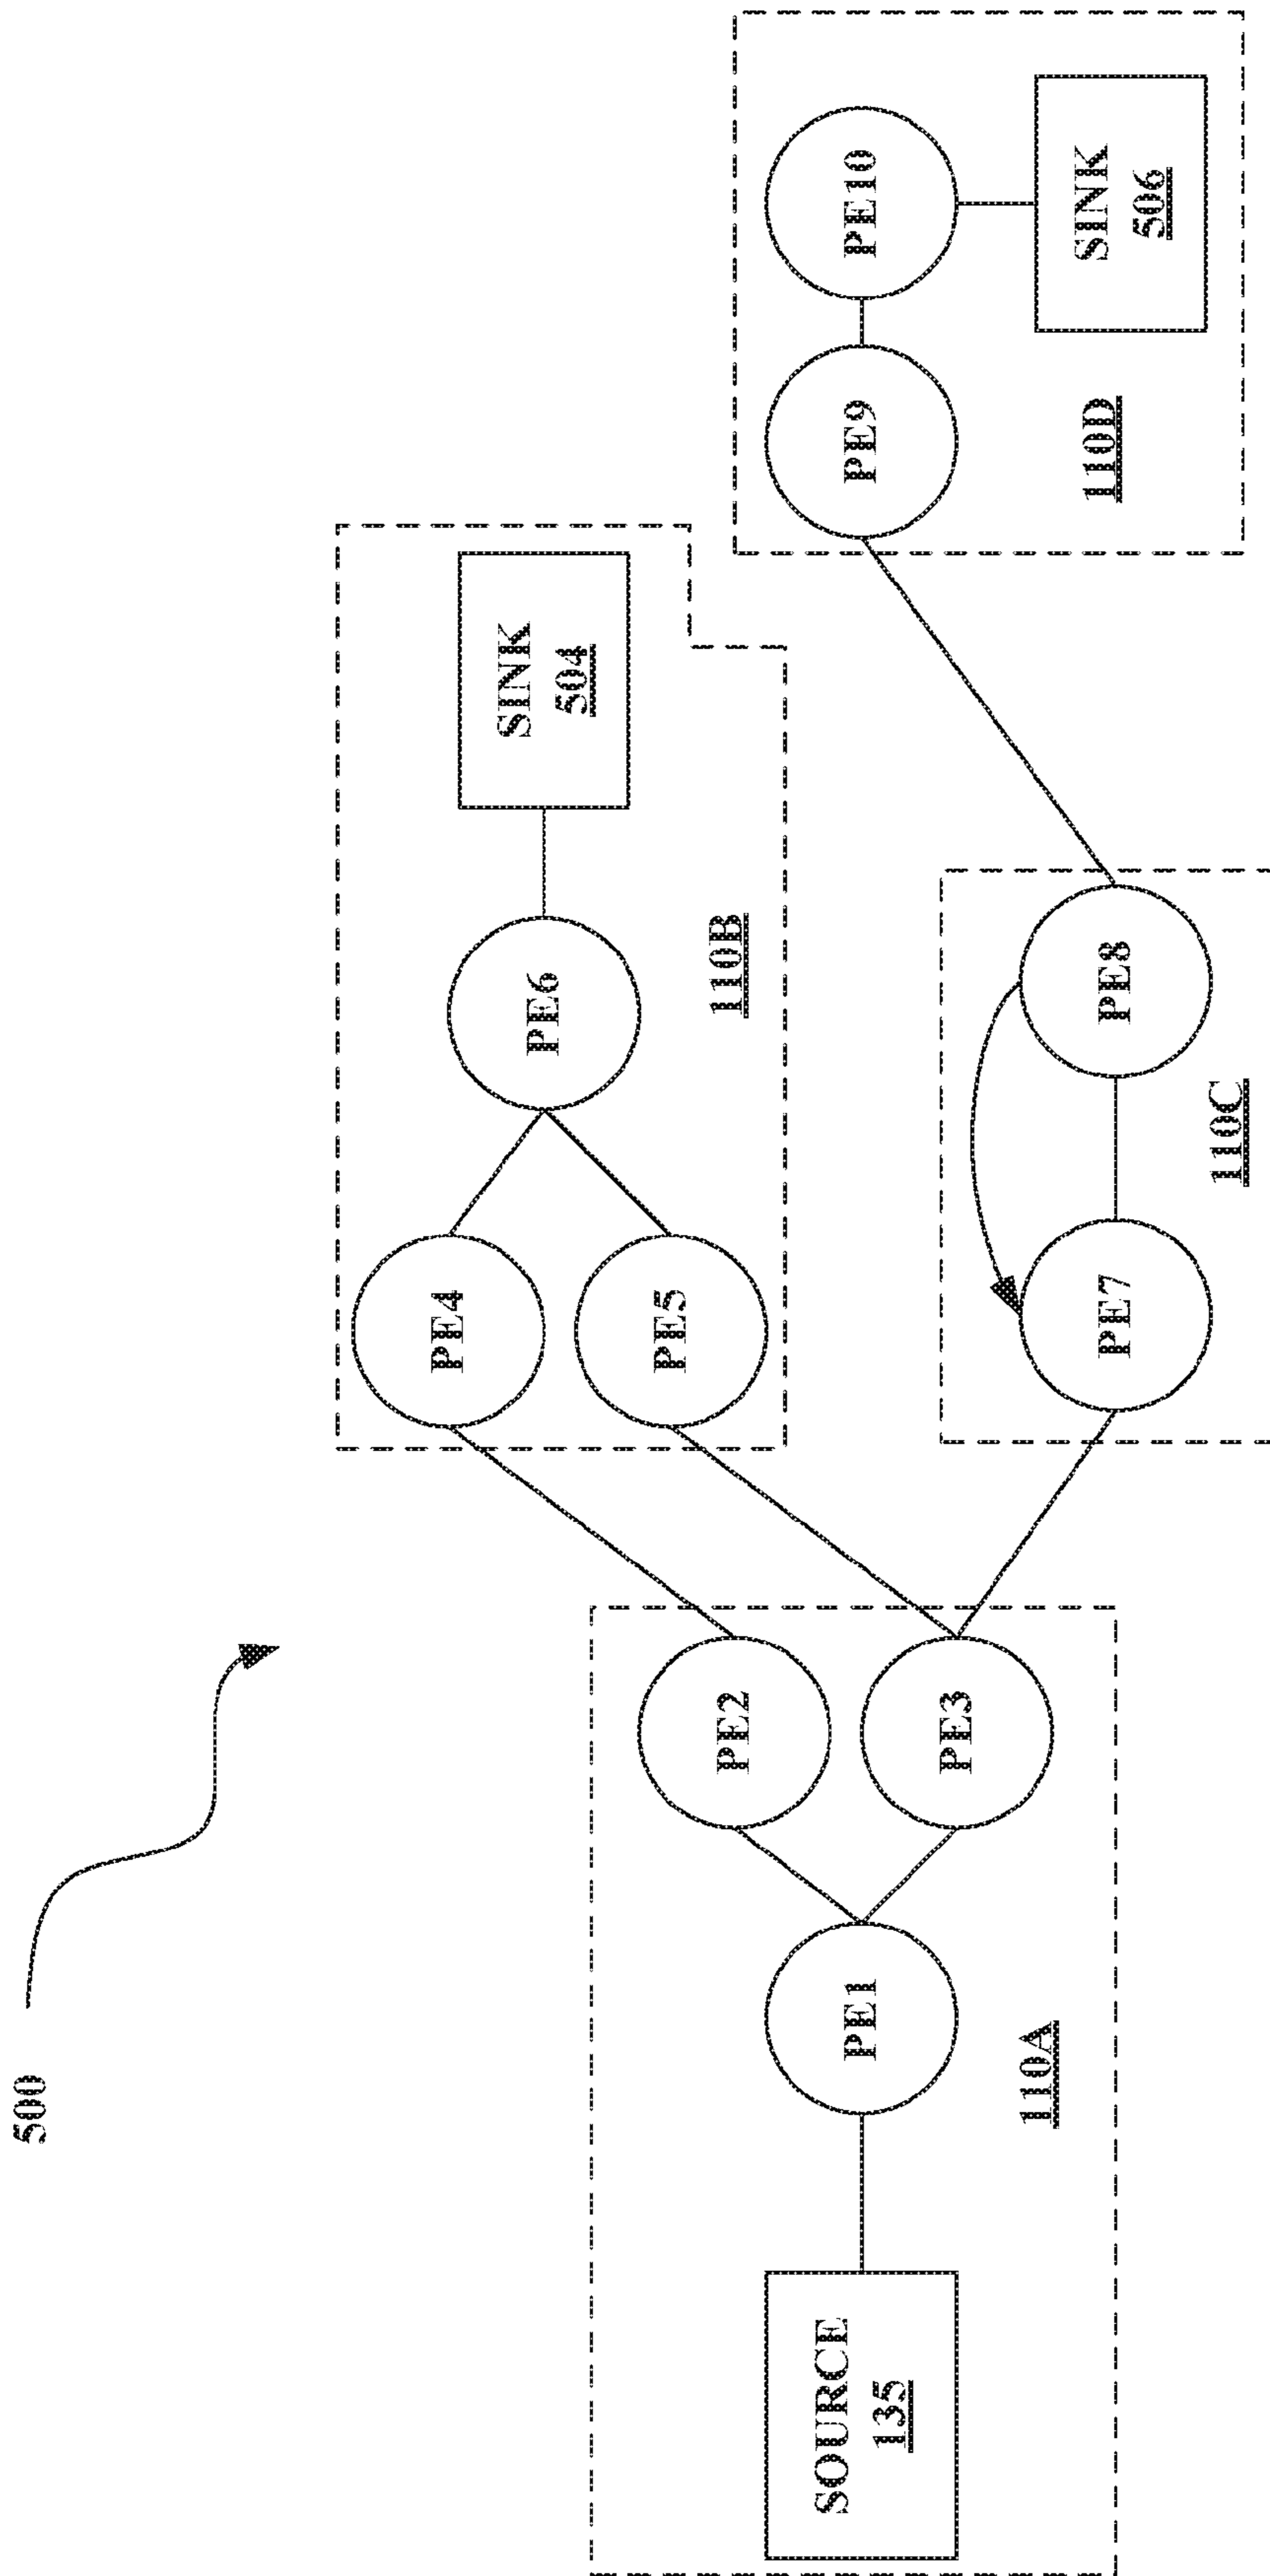 500
SOURCE
135
PE1
110A
PE2
PE3
PE4
PE5
PE6
SINK
504
110B
PE7
PE8
110C
PE9
PE10
SINK
506
110D